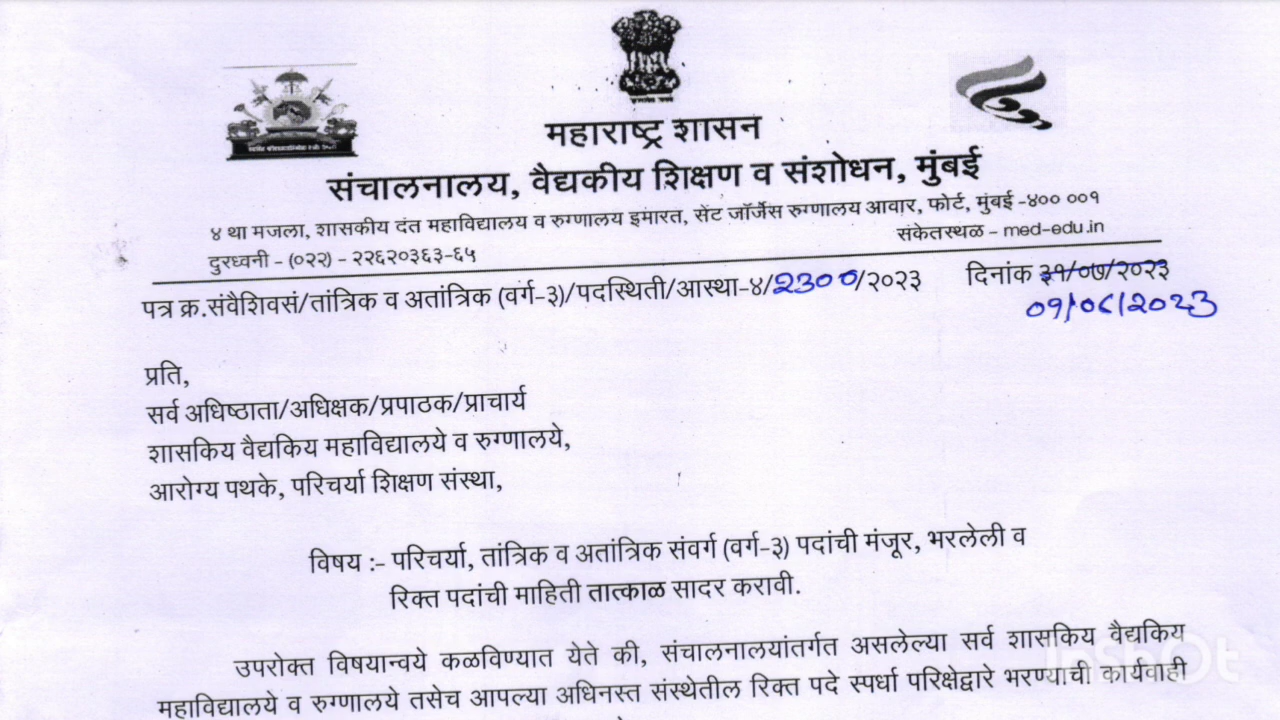 महाराष्ट्र शासन
संचालनालय, वैद्यकीय शिक्षण व संशोधन, मुंबई
४ था मजला, शासकीय दंत महाविद्यालय व रुग्णालय इमारत, सेंट जॉर्जेस रुग्णालय आवार, फोर्ट, मुंबई -४०० ००१
दुरध्वनी - (०२२) - २२६२०३६३-६५ संकेतस्थळ – med-edu.in
पत्र क्र.संवैशिवसं/तांत्रिक व अतांत्रिक (वर्ग-३)/पदस्थिती/आस्था-४/2300/२०२३ दिनांक ३१/०७/२०२३
प्रति,
सर्व अधिष्ठाता/अधिक्षक/प्रपाठक/प्राचार्य
शासकिय वैद्यकिय महाविद्यालये व रुग्णालये,
आरोग्य पथके, परिचर्या शिक्षण संस्था,
विषय :- परिचर्या, तांत्रिक व अतांत्रिक संवर्ग (वर्ग-३) पदांची मंजूर, भरलेली व
रिक्त पदांची माहिती तात्काळ सादर करावी.
उपरोक्त विषयान्वये कळविण्यात येते की, संचालनालयांतर्गत असलेल्या सर्व शासकिय वैद्यकिय
महाविद्यालये व रुग्णालये तसेच आपल्या अधिनस्त संस्थेतील रिक्त पदे स्पर्धा परिक्षेद्वारे भरण्याची कार्यवाही
InShOt